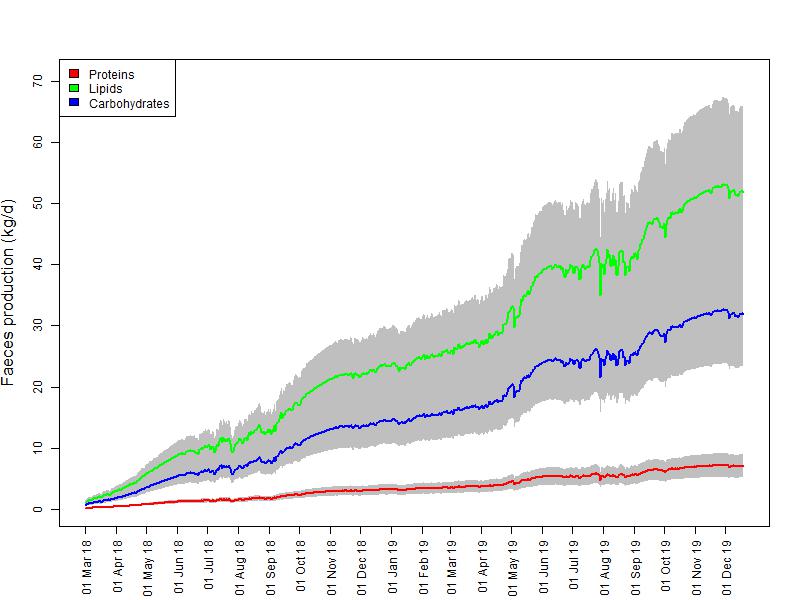 Proteins
Lipids
Carbohydrates
Faeces production (kg/d)
70
60
50
40
30
20
10
0
01 Mar 18
01 Apr 18
01 May 18
01 Jun 18
01 Jul 18
01 Aug 18
01 Sep 18
01 Oct 18
01 Nov 18
01 Dec 18
01 Jan 19
01 Feb 19
01 Mar 19
01 Apr 19
01 May 19
01 Jun 19
01 Jul 19
01 Aug 19
01 Sep 19
01 Oct 19
01 Nov 19
01 Dec 19